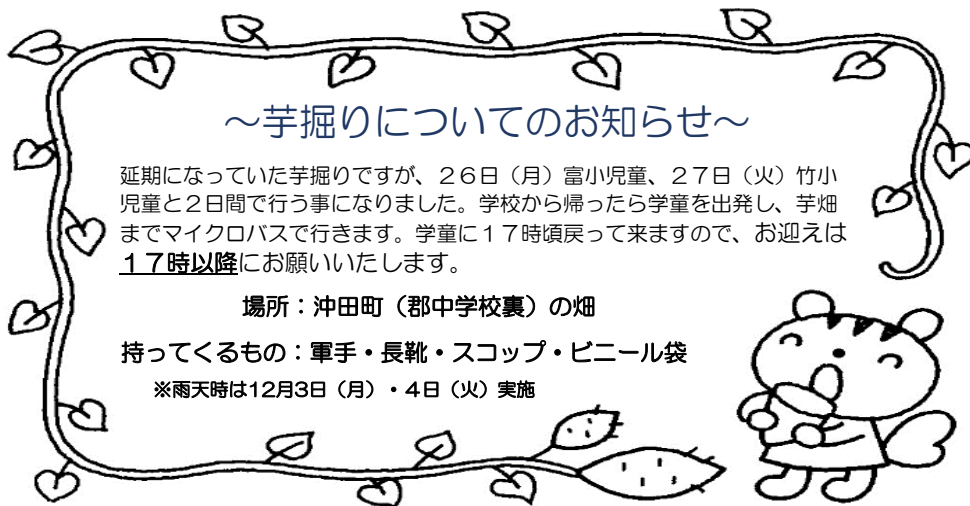 ～芋掘りについてのお知らせ～
延期になっていた芋掘りですが、２６日（月）富小児童、２７日（火）竹小
児童と２日間で行う事になりました。学校から帰ったら学童を出発し、芋畑
までマイクロバスで行きます。学童に１７時頃戻って来ますので、お迎えは
１７時以降にお願いいたします。
場所：沖田町（郡中学校裏）の畑
持ってくるもの：軍手・長靴・スコップ・ビニール袋
※雨天時は12月3日（月）・４日（火）実施